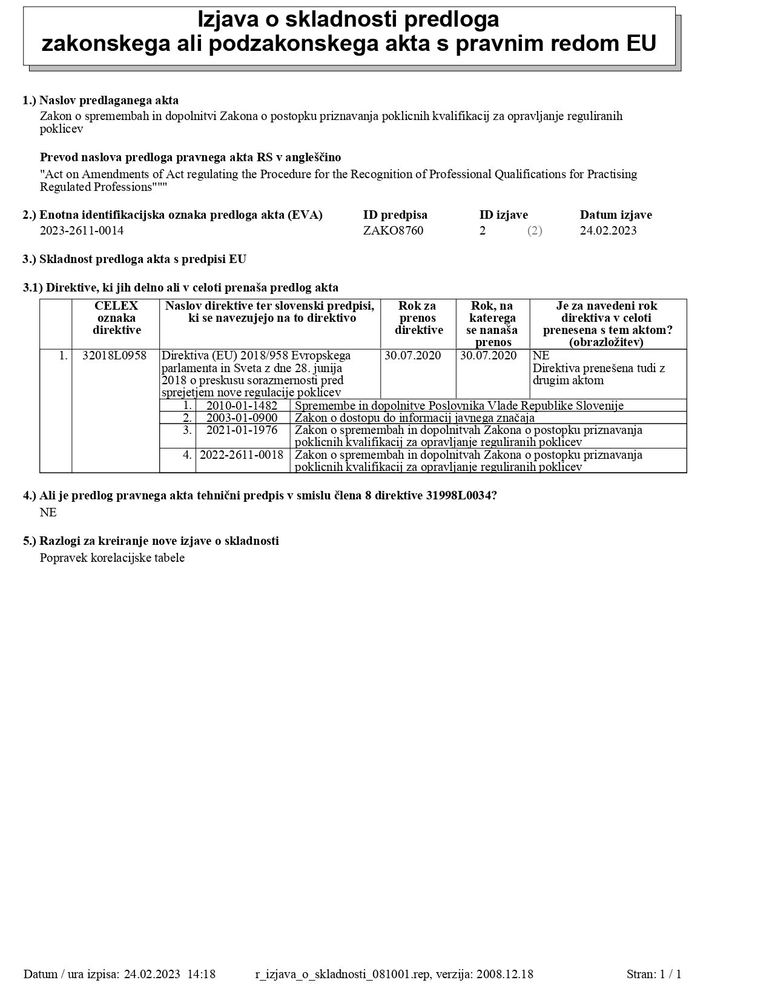 Izjava o skladnosti predloga
zakonskega ali podzakonskega akta s pravnim redom EU
1.) Naslov predlaganega akta
Zakon o spremembah in dopolnitvi Zakona o postopku priznavanja poklicnih kvalifikacij za opravljanje reguliranih
poklicev
Prevod naslova predloga pravnega akta RS v angleščino
"Act on Amendments of Act regulating the Procedure for the Recognition of Professional Qualifications for Practising
Regulated Professions"""
2.) Enotna identifikacijska oznaka predloga akta (EVA) ID predpisa ID izjave Datum izjave
2023-2611-0014 ZAKO8760 2 (2) 24.02.2023
3.) Skladnost predloga akta s predpisi EU
3.1) Direktive, ki jih delno ali v celoti prenaša predlog akta
CELEX Naslov direktive ter slovenski predpisi, Rok za Rok, na Je za navedeni rok
oznaka ki se navezujejo na to direktivo prenos katerega direktiva v celoti
direktive direktive se nanaša prenesena s tem aktom?
prenos (obrazložitev)
1. 32018L0958 Direktiva (EU) 2018/958 Evropskega 30.07.2020 30.07.2020 NE
parlamenta in Sveta z dne 28. junija Direktiva prenešena tudi z
2018 o preskusu sorazmernosti pred drugim aktom
sprejetjem nove regulacije poklicev
1. 2010-01-1482 Spremembe in dopolnitve Poslovnika Vlade Republike Slovenije
2. 2003-01-0900 Zakon o dostopu do informacij javnega značaja
3. 2021-01-1976 Zakon o spremembah in dopolnitvah Zakona o postopku priznavanja
poklicnih kvalifikacij za opravljanje reguliranih poklicev
4. 2022-2611-0018 Zakon o spremembah in dopolnitvah Zakona o postopku priznavanja
poklicnih kvalifikacij za opravljanje reguliranih poklicev
4.) Ali je predlog pravnega akta tehnični predpis v smislu člena 8 direktive 31998L0034?
NE
5.) Razlogi za kreiranje nove izjave o skladnosti
Popravek korelacijske tabele
Datum / ura izpisa: 24.02.2023 14:18 r_izjava_o_skladnosti_081001.rep, verzija: 2008.12.18 Stran: 1 / 1